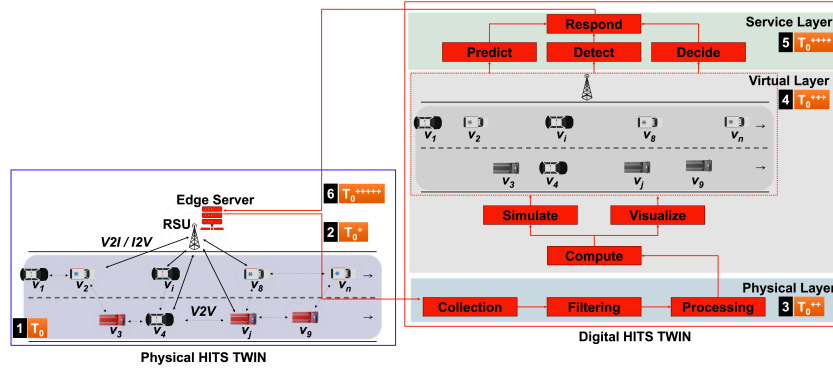 Respond
Service Layer
5 T₀⁺⁺⁺⁺
Predict
Detect
Decide
Virtual Layer
4 T₀⁺⁺⁺
v₁
v₂
vᵢ
v₈
vₙ
v₃
v₄
vⱼ
v₉
Simulate
Visualize
Compute
Physical Layer
3 T₀⁺⁺
Collection
Filtering
Processing
Digital HITS TWIN
6 T₀⁺⁺⁺⁺⁺
2 T₀⁺
Edge Server
RSU
V2I / I2V
v₁
v₂
vᵢ
v₈
vₙ
V2V
v₃
v₄
vⱼ
v₉
1 T₀
Physical HITS TWIN